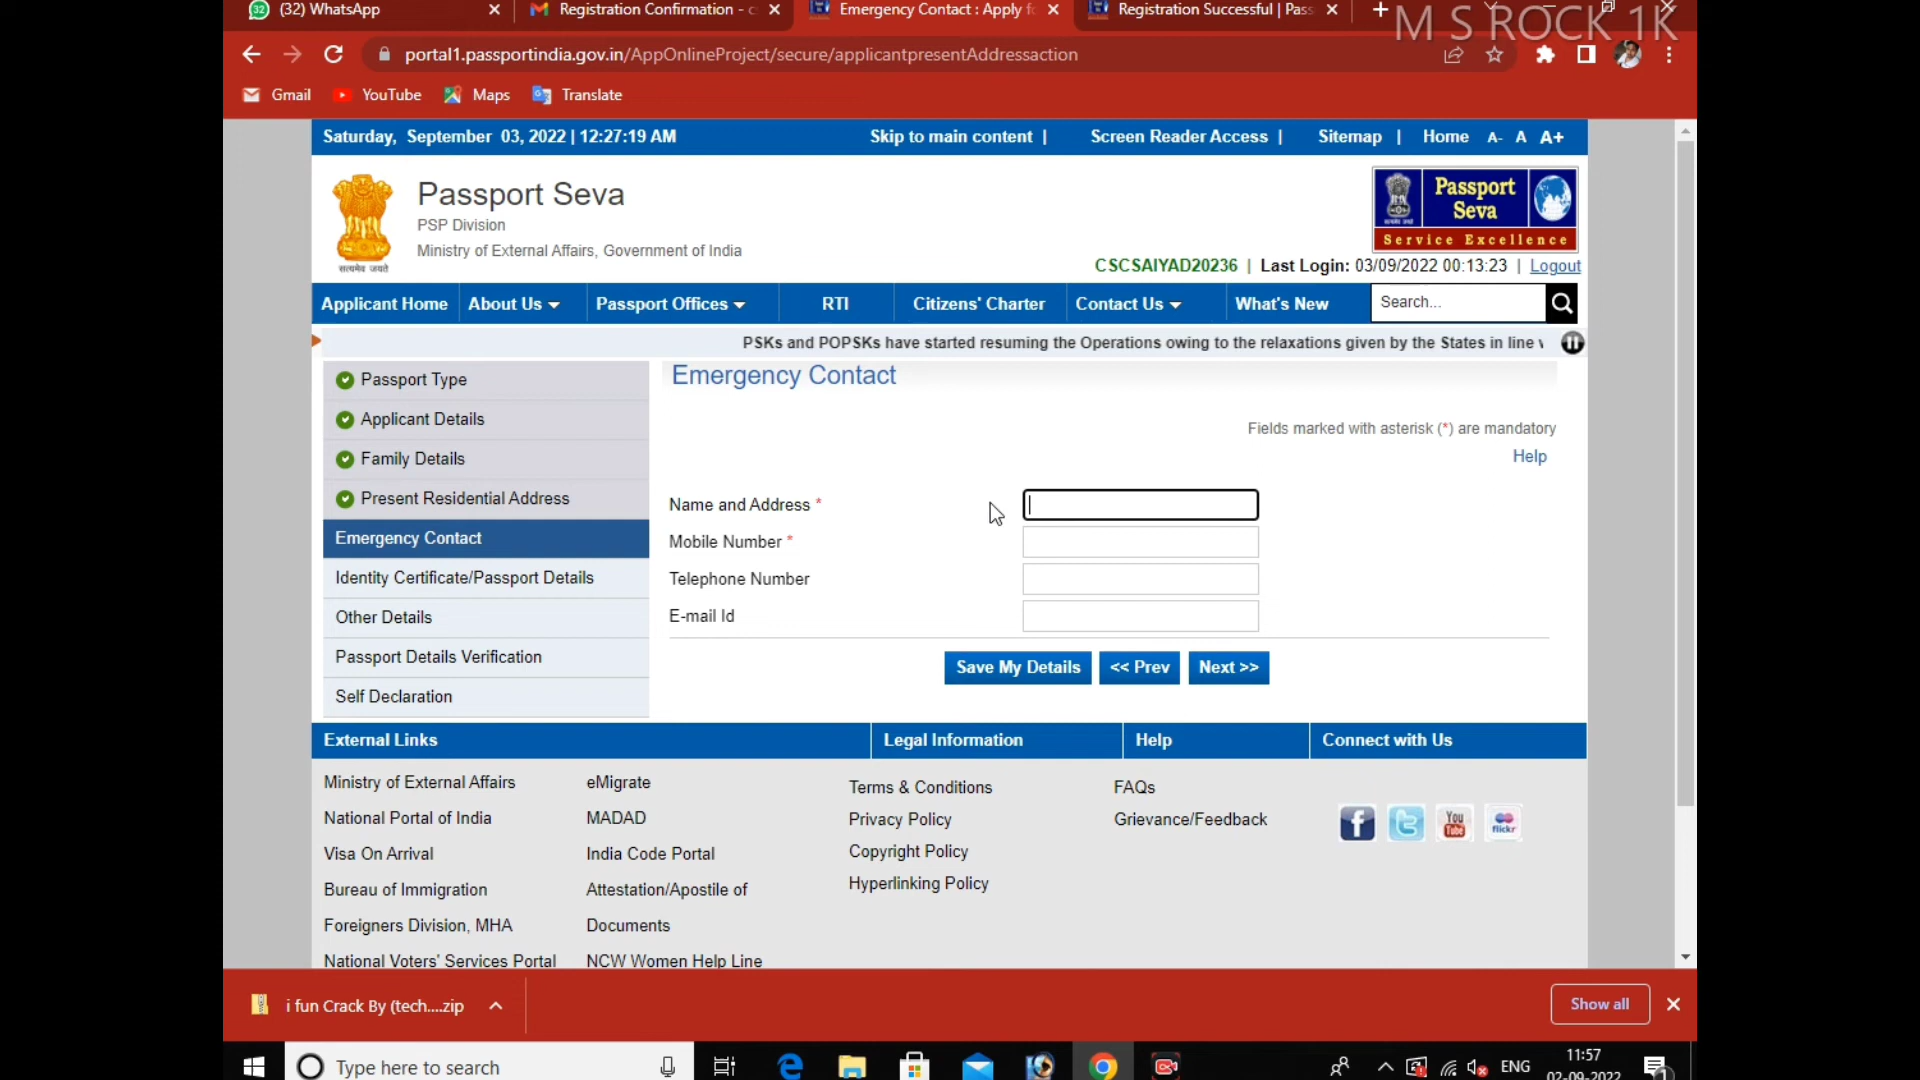 (32) WhatsApp
Registration Confirmation - c
Emergency Contact : Apply fo
Registration Successful | Pass
M S ROCK 1K
portal1.passportindia.gov.in/AppOnlineProject/secure/applicantpresentAddressaction
Gmail
YouTube
Maps
Translate
Saturday, September 03, 2022 | 12:27:19 AM
Skip to main content |
Screen Reader Access |
Sitemap |
Home
A- A A+
Passport Seva
PSP Division
Ministry of External Affairs, Government of India
सत्यमेव जयते
Passport
Seva
Service Excellence
CSCSAIYAD20236 | Last Login: 03/09/2022 00:13:23 | Logout
Applicant Home
About Us
Passport Offices
RTI
Citizens' Charter
Contact Us
What's New
Search...
PSKs and POPSKs have started resuming the Operations owing to the relaxations given by the States in line
Passport Type
Applicant Details
Family Details
Present Residential Address
Emergency Contact
Identity Certificate/Passport Details
Other Details
Passport Details Verification
Self Declaration
Emergency Contact
Fields marked with asterisk (*) are mandatory
Help
Name and Address *
Mobile Number *
Telephone Number
E-mail Id
Save My Details
<< Prev
Next >>
External Links
Legal Information
Help
Connect with Us
Ministry of External Affairs
National Portal of India
Visa On Arrival
Bureau of Immigration
Foreigners Division, MHA
National Voters' Services Portal
eMigrate
MADAD
India Code Portal
Attestation/Apostile of
Documents
NCW Women Help Line
Terms & Conditions
Privacy Policy
Copyright Policy
Hyperlinking Policy
FAQs
Grievance/Feedback
You
Tube
flickr
i fun Crack By (tech....zip
Show all
Type here to search
ENG
11:57
02-09-2022